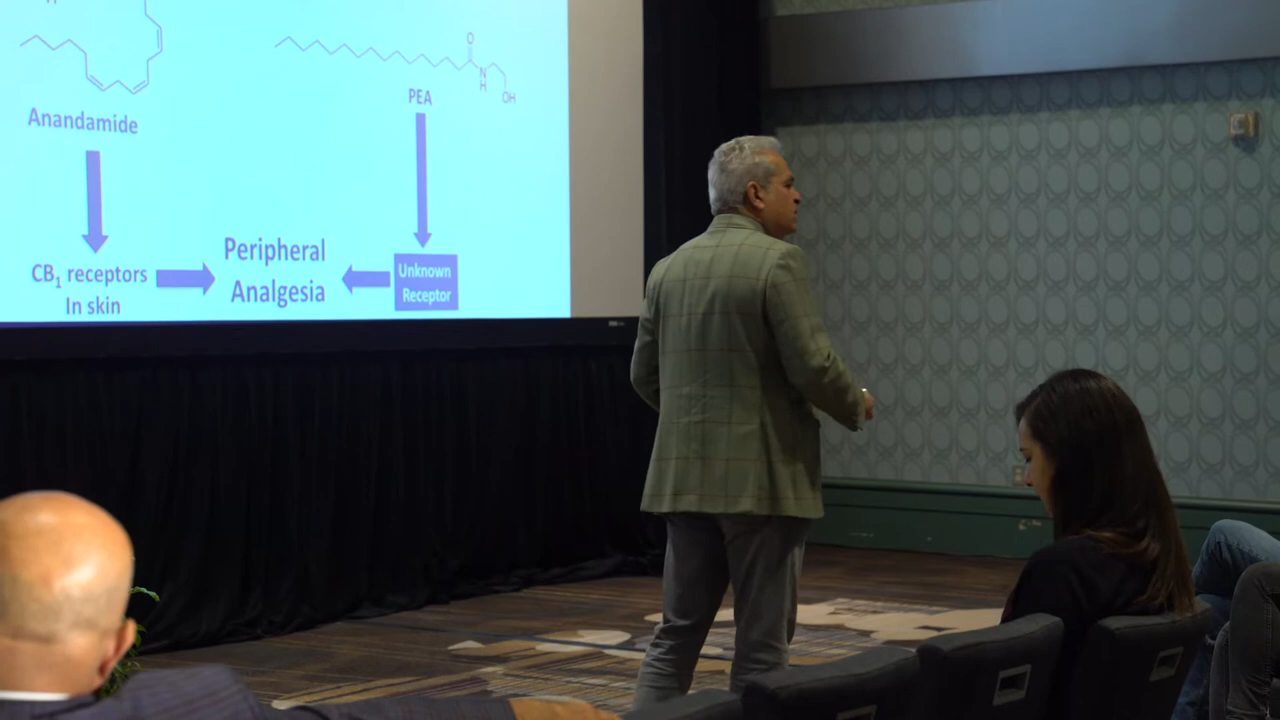 O
N
H
OH
Anandamide
PEA
CB₁ receptors
In skin
Peripheral
Analgesia
Unknown
Receptor